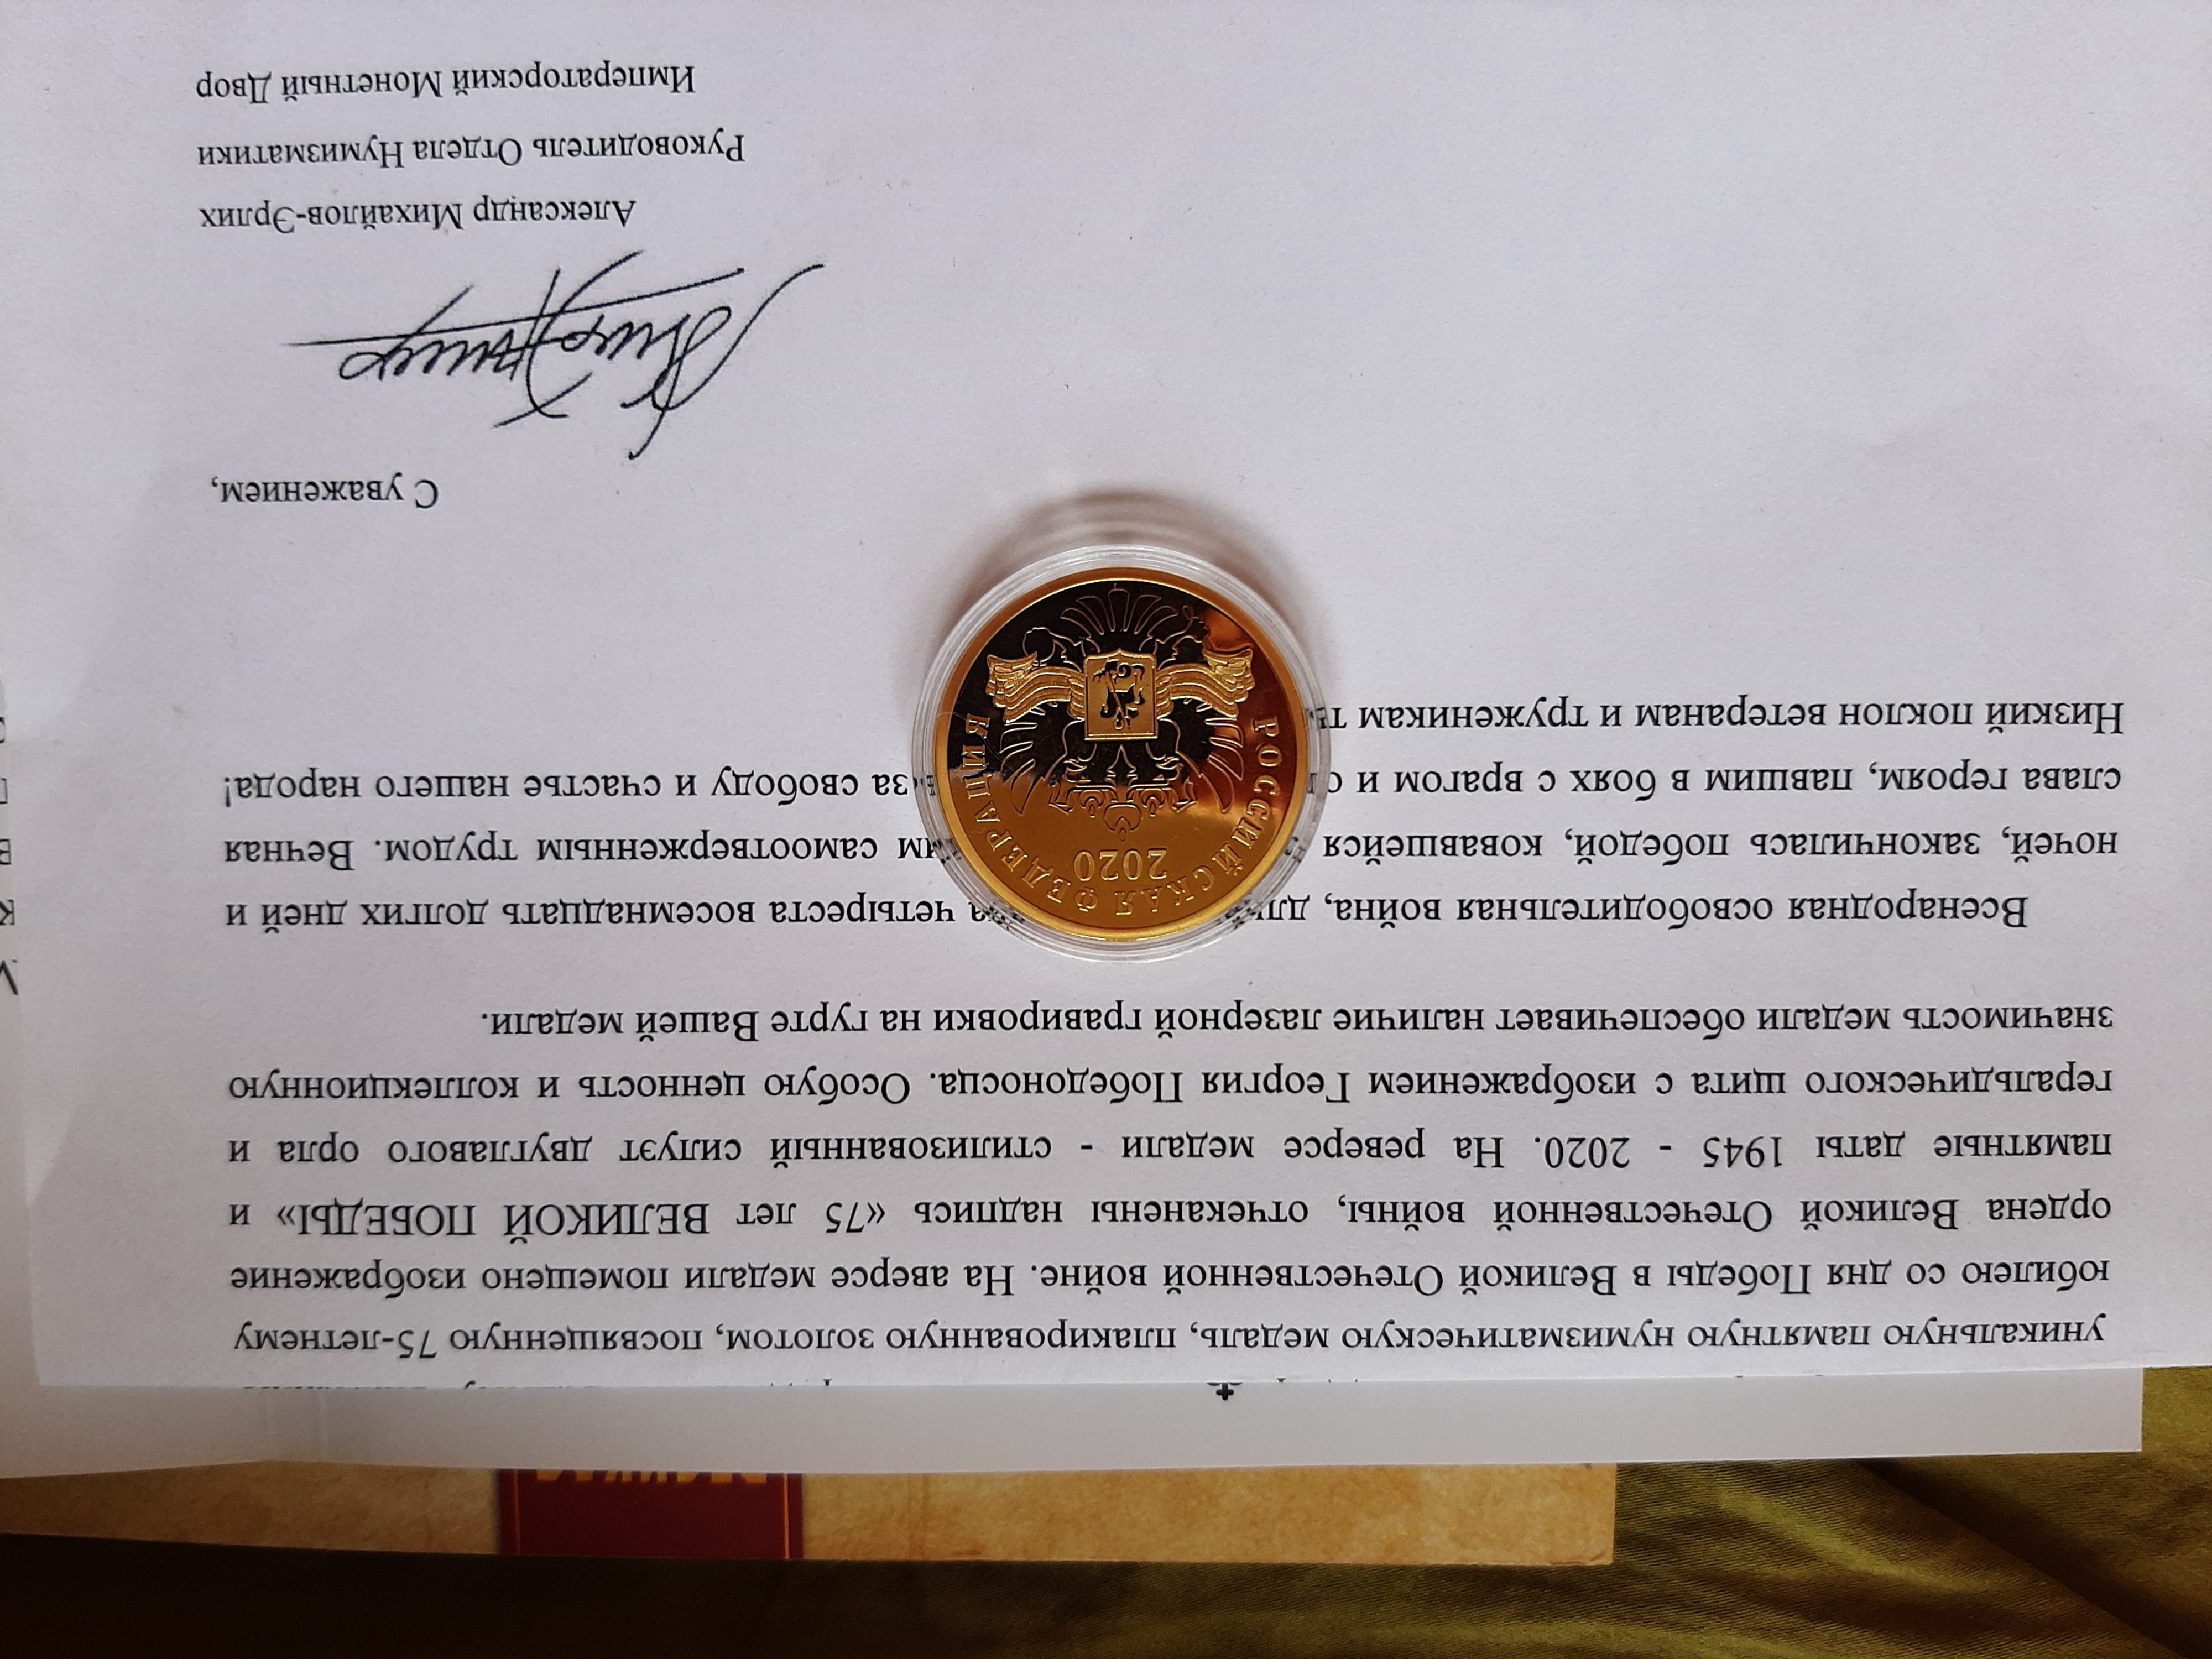 уникальную памятную нумизматическую медаль, плакированную золотом, посвященную 75-летнему
юбилею со дня Победы в Великой Отечественной войне. На аверсе медали помещено изображение
ордена Великой Отечественной войны, отчеканены надпись «75 лет ВЕЛИКОЙ ПОБЕДЫ» и
памятные даты 1945 - 2020. На реверсе медали - стилизованный силуэт двуглавого орла и
геральдического щита с изображением Георгия Победоносца. Особую ценность и коллекционную
значимость медали обеспечивает наличие лазерной гравировки на гурте Вашей медали.
Всенародная освободительная война, четыреста восемнадцать долгих дней и
ночей, закончилась победой, ковавшейся самоотверженным трудом. Вечная
слава героям, павшим в боях с врагом и за свободу и счастье нашего народа!
Низкий поклон ветеранам и труженикам
РОССИЙСКАЯ ФЕДЕРАЦИЯ
2020
С уважением,
Александр Михайлов-Эрлих
Руководитель Отдела Нумизматики
Императорский Монетный Двор